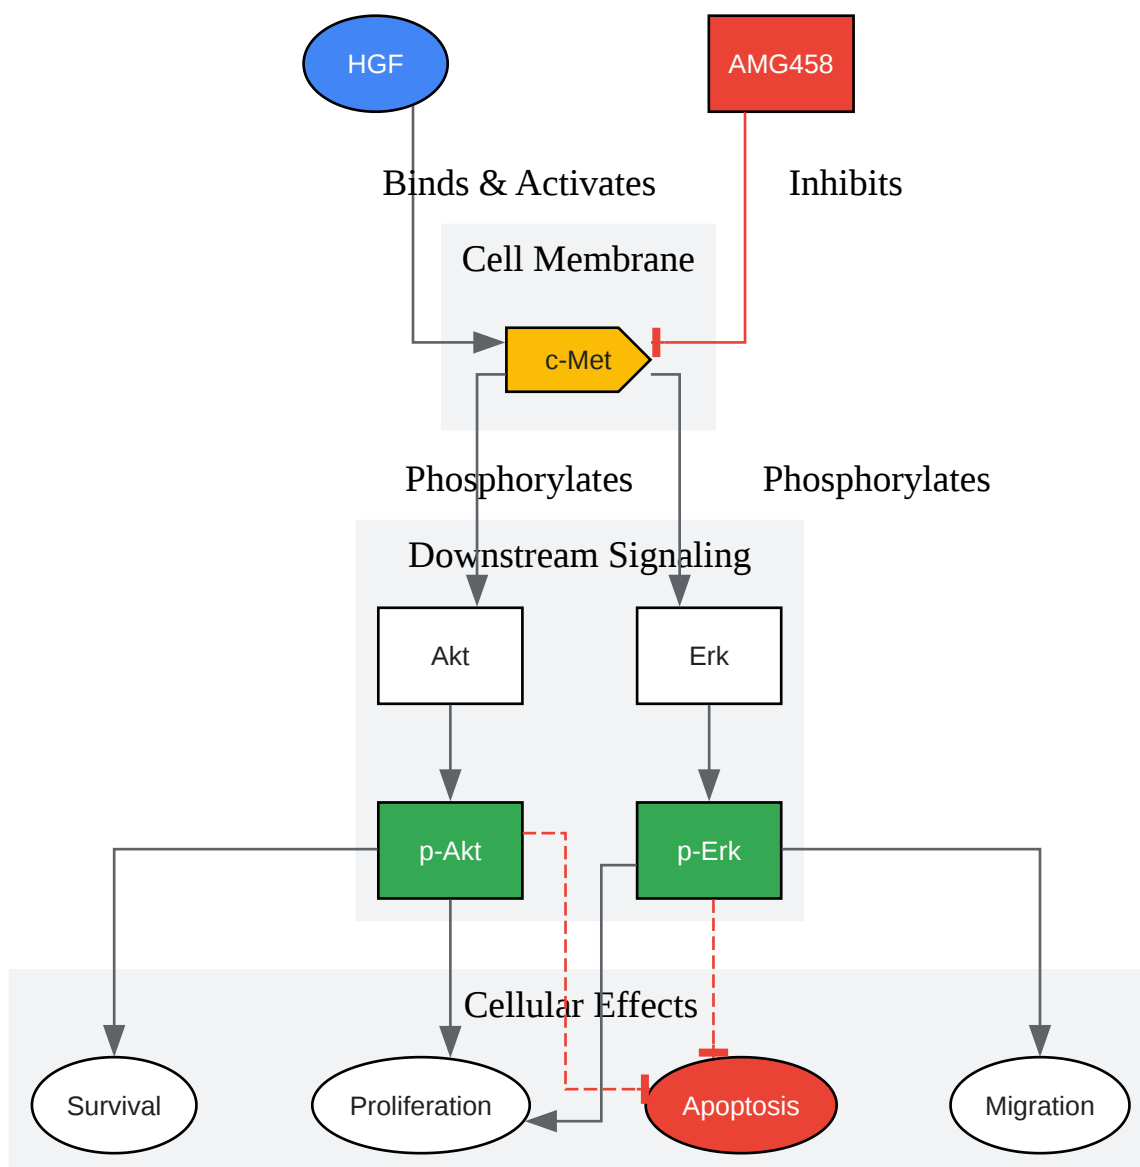 HGF
AMG458
Binds & Activates
Inhibits
Cell Membrane
c-Met
Phosphorylates
Phosphorylates
Downstream Signaling
Akt
Erk
p-Akt
p-Erk
Cellular Effects
Survival
Proliferation
Apoptosis
Migration